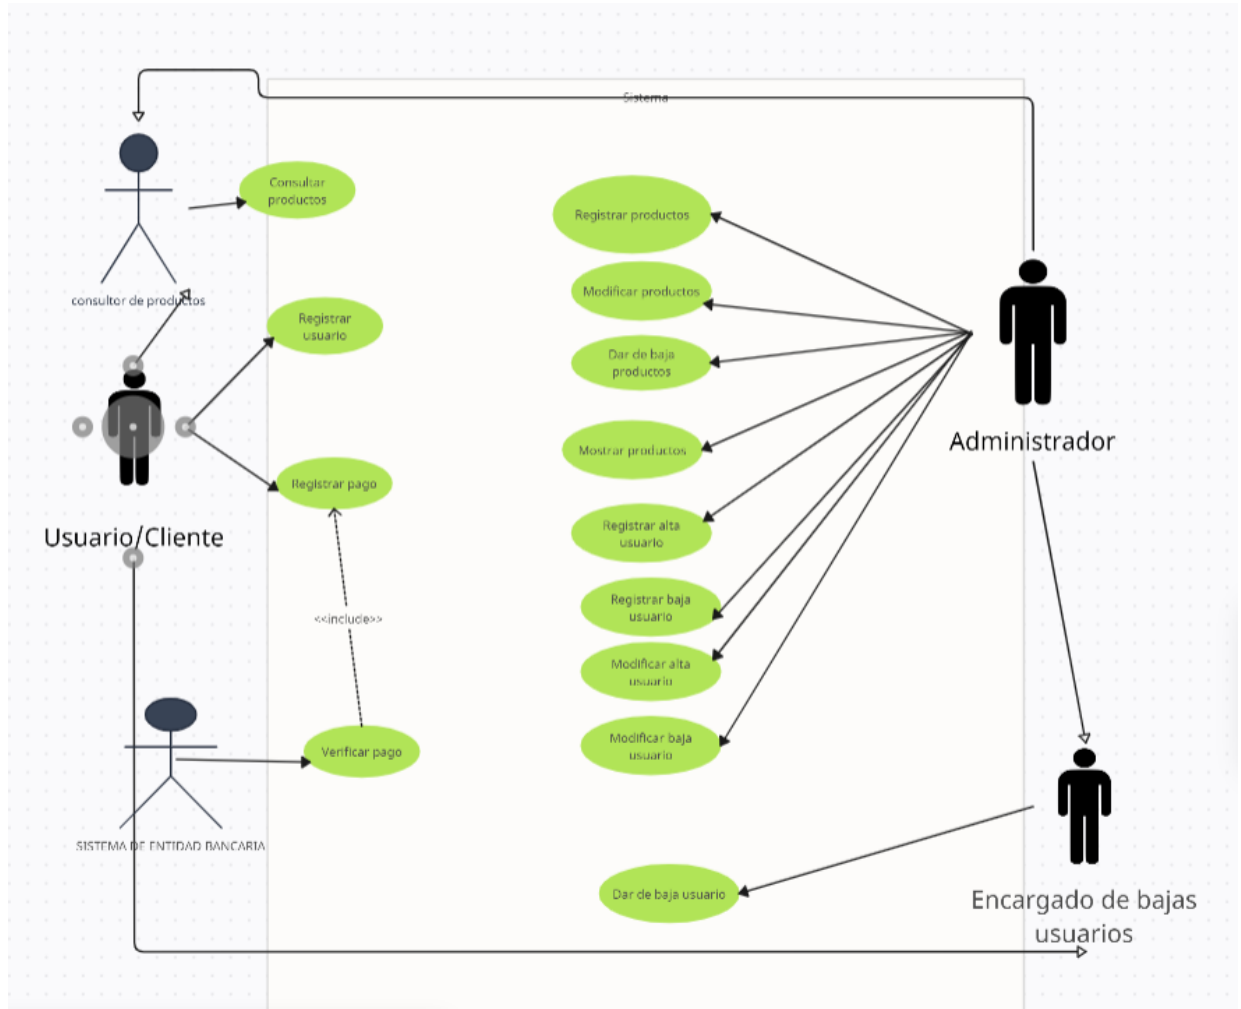 Sistema
Consultar
productos
consultor de productos
Registrar
usuario
Registrar pago
Usuario/Cliente
<<include>>
Verificar pago
SISTEMA DE ENTIDAD BANCARIA
Registrar productos
Modificar productos
Dar de baja
productos
Mostrar productos
Registrar alta
usuario
Registrar baja
usuario
Modificar alta
usuario
Modificar baja
usuario
Dar de baja usuario
Administrador
Encargado de bajas
usuarios